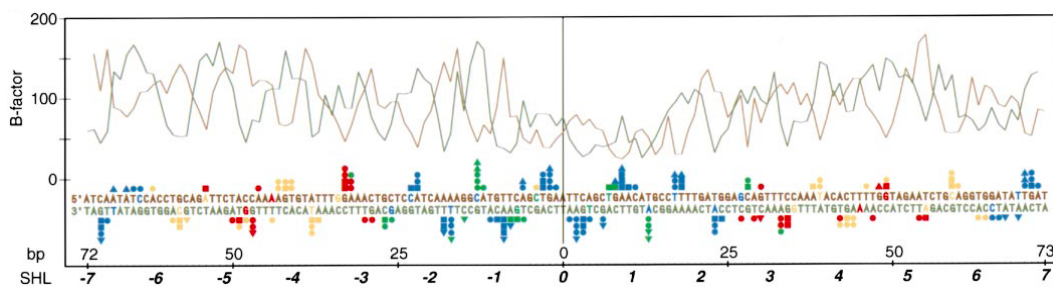 200
100
0
B-factor
5'ATCAATATCCACCTGCAGATTCTACCAAAAGTGTATTTGGAAACTGCTCCATCAAAAGGCATGTTCAGCTGAATTCAGCTGAACATGCCTTTTGATGGAGCAGTTTCCAAATACACTTTTGGTAGAATCTGCAGGTGGATATTGAT
3'TAGTTATAGGTGGACGTCTAAGATGGTTTTCACATAAACCTTTGACGAGGTAGTTTTCCGTACAAGTCGACTTAAGTCGACTTGTACGGAAAACTACCTCGTCAAAGGTTTATGTGAAAACCATCTTAGACGTCCACCTATAACTA
bp 72 50 25 0 25 50 73
SHL -7 -6 -5 -4 -3 -2 -1 0 1 2 3 4 5 6 7